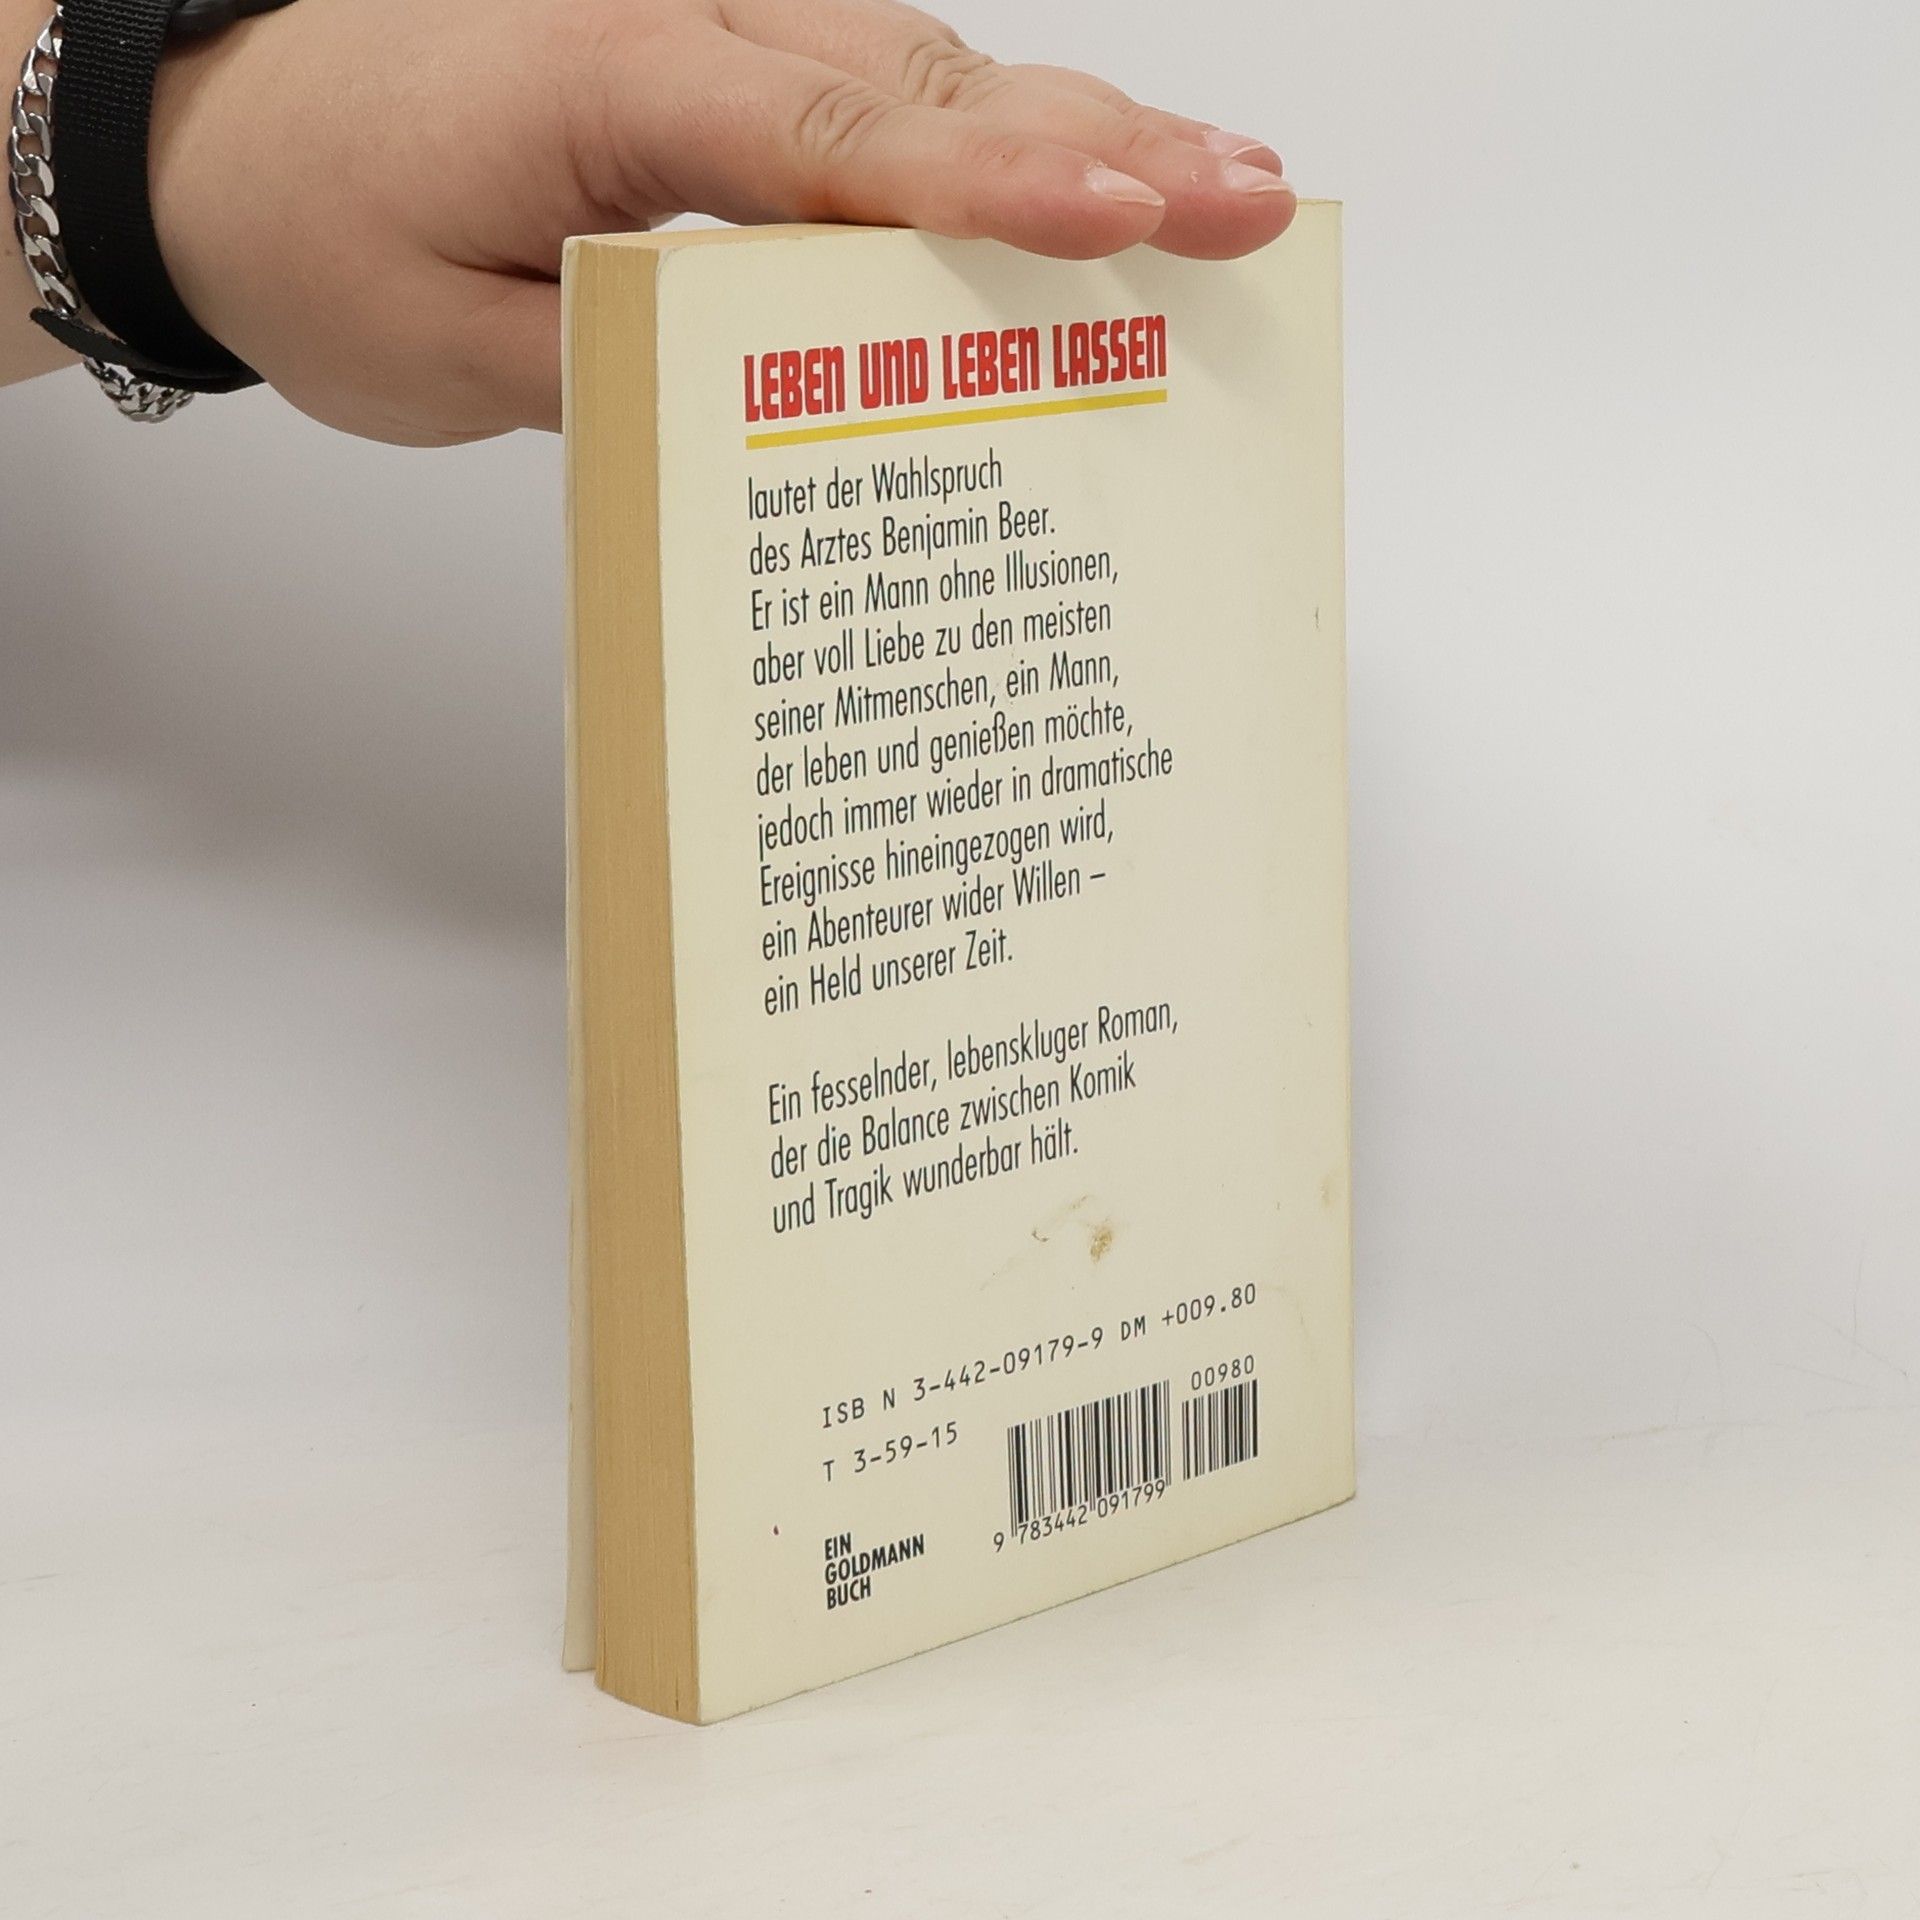 LEBEN UND LEBEN LASSEN
lautet der Wahlspruch
des Arztes Benjamin Beer.
Er ist ein Mann ohne Illusionen,
aber voll Liebe zu den meisten
seiner Mitmenschen, ein Mann,
der leben und genießen möchte,
jedoch immer wieder in dramatische
Ereignisse hineingezogen wird,
ein Abenteurer wider Willen –
ein Held unserer Zeit.
Ein fesselnder, lebenskluger Roman,
der die Balance zwischen Komik
und Tragik wunderbar hält.
ISB N 3-442-09179-9 DM +009.80
T 3-59-15
00980
9 783442 091799
EIN
GOLDMANN
BUCH